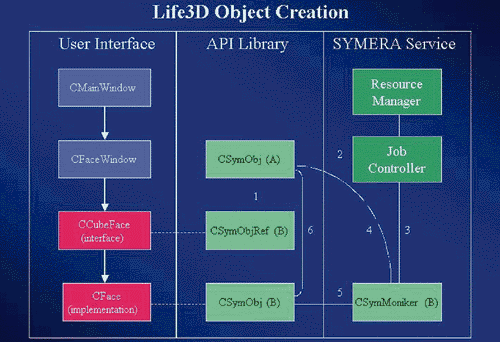 Life3D Object Creation
User Interface
API Library
SYMERA Service
CMainWindow
Resource
Manager
CFaceWindow
CSymObj (A)
2
Job
Controller
1
CCubeFace
(interface)
CSymObjRef (B)
6
4
3
CFace
(implementation)
CSymObj (B)
5
CSymMoniker (B)